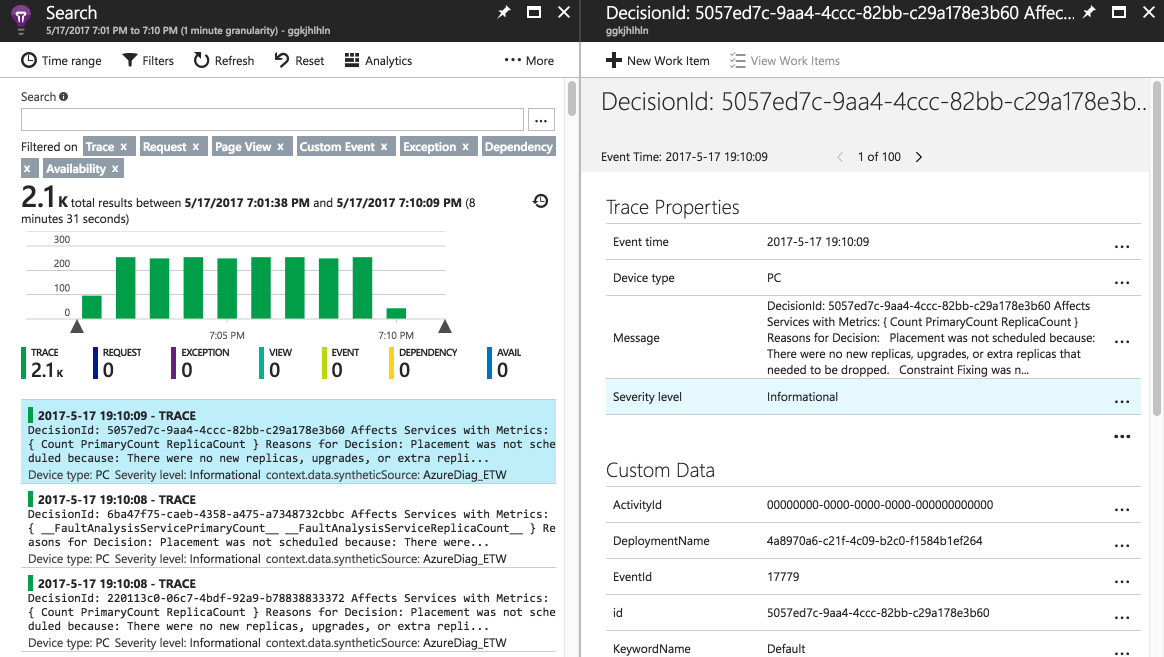 Search
5/17/2017 7:01 PM to 7:10 PM (1 minute granularity) - ggkjhlhln
Time range Filters Refresh Reset Analytics ... More
Search
...
Filtered on Trace x Request x Page View x Custom Event x Exception x Dependency
x Availability x
2.1K total results between 5/17/2017 7:01:38 PM and 5/17/2017 7:10:09 PM (8
minutes 31 seconds)
300
200
100
0
7:05 PM 7:10 PM
TRACE REQUEST EXCEPTION VIEW EVENT DEPENDENCY AVAIL
2.1K 0 0 0 0 0 0
2017-5-17 19:10:09 - TRACE
DecisionId: 5057ed7c-9aa4-4ccc-82bb-c29a178e3b60 Affects Services with Metrics:
{ Count PrimaryCount ReplicaCount } Reasons for Decision: Placement was not sche
duled because: There were no new replicas, upgrades, or extra repli...
Device type: PC Severity level: Informational context.data.syntheticSource: AzureDiag_ETW
2017-5-17 19:10:08 - TRACE
DecisionId: 6ba47f75-caeb-4358-a475-a7348732cbbc Affects Services with Metrics:
{ __FaultAnalysisServicePrimaryCount__ __FaultAnalysisServiceReplicaCount__ } Re
asons for Decision: Placement was not scheduled because: There were...
Device type: PC Severity level: Informational context.data.syntheticSource: AzureDiag_ETW
2017-5-17 19:10:08 - TRACE
DecisionId: 220113c0-06c7-4bdf-92a9-b78838833372 Affects Services with Metrics:
{ Count PrimaryCount ReplicaCount } Reasons for Decision: Placement was not sche
duled because: There were no new replicas, upgrades, or extra repli...
Device type: PC Severity level: Informational context.data.syntheticSource: AzureDiag_ETW
DecisionId: 5057ed7c-9aa4-4ccc-82bb-c29a178e3b60 Affec...
ggkjhlhln
New Work Item View Work Items
DecisionId: 5057ed7c-9aa4-4ccc-82bb-c29a178e3b..
Event Time: 2017-5-17 19:10:09 < 1 of 100 >
Trace Properties
Event time 2017-5-17 19:10:09 ...
Device type PC ...
Message DecisionId: 5057ed7c-9aa4-4ccc-82bb-c29a178e3b60 Affects
Services with Metrics: { Count PrimaryCount ReplicaCount }
Reasons for Decision: Placement was not scheduled because: ...
There were no new replicas, upgrades, or extra replicas that
needed to be dropped. Constraint Fixing was n...
Severity level Informational ...
...
Custom Data
ActivityId 00000000-0000-0000-0000-000000000000 ...
DeploymentName 4a8970a6-c21f-4c09-b2c0-f1584b1ef264 ...
EventId 17779 ...
id 5057ed7c-9aa4-4ccc-82bb-c29a178e3b60 ...
KeywordName Default ...